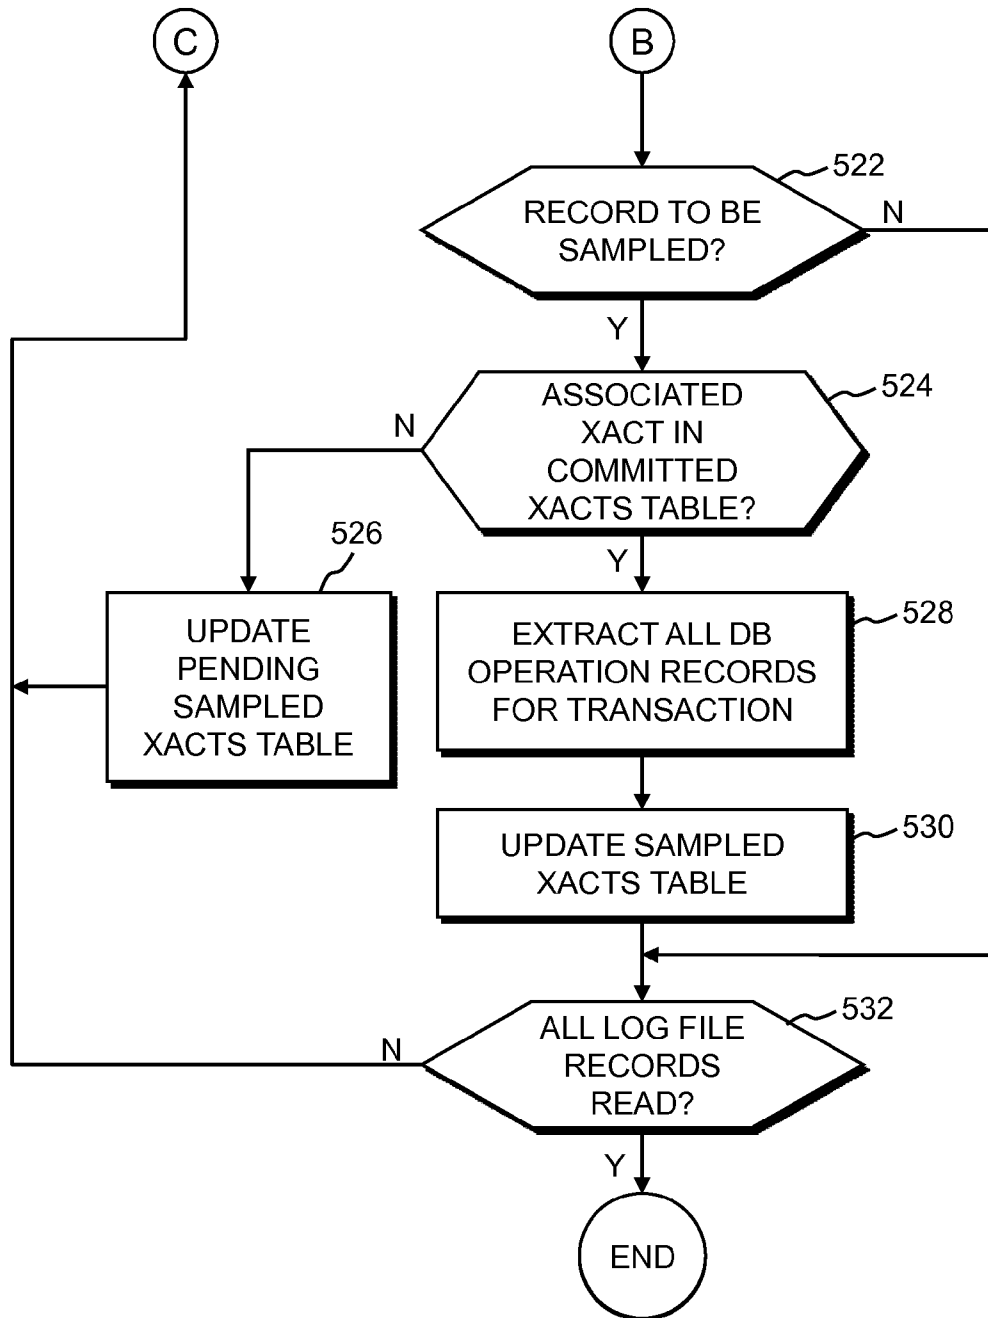 C
B
522
RECORD TO BE
SAMPLED?
N
Y
524
ASSOCIATED
XACT IN
COMMITTED
XACTS TABLE?
N
Y
526
UPDATE
PENDING
SAMPLED
XACTS TABLE
528
EXTRACT ALL DB
OPERATION RECORDS
FOR TRANSACTION
530
UPDATE SAMPLED
XACTS TABLE
532
ALL LOG FILE
RECORDS
READ?
N
Y
END